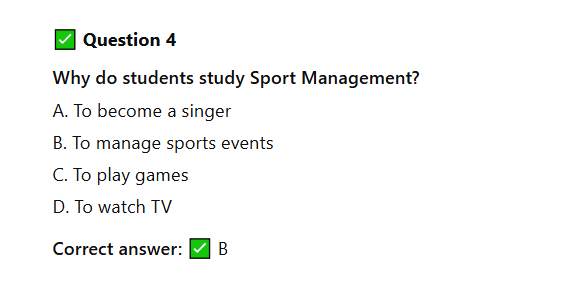 ✅ Question 4
Why do students study Sport Management?
A. To become a singer
B. To manage sports events
C. To play games
D. To watch TV
Correct answer: ✅ B